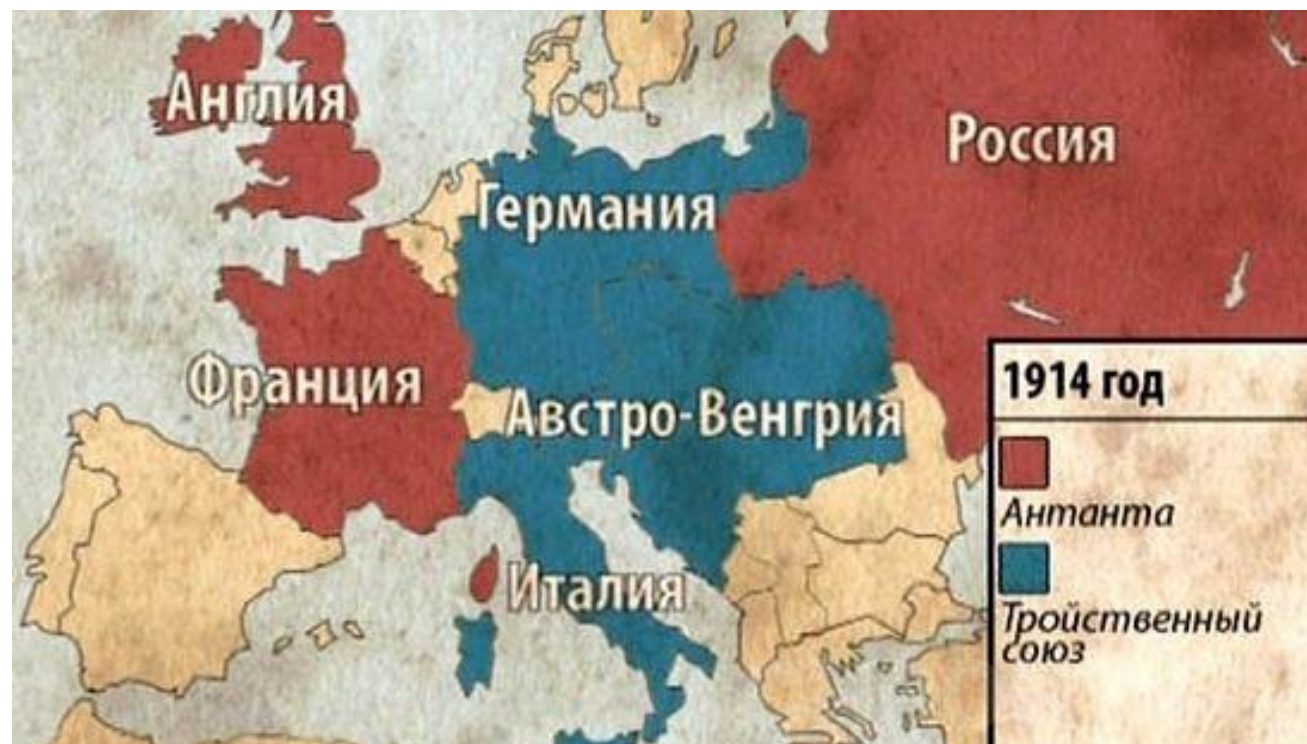 Англия
Россия
Германия
Франция
Австро-Венгрия
Италия
1914 год
Антанта
Тройственный
союз